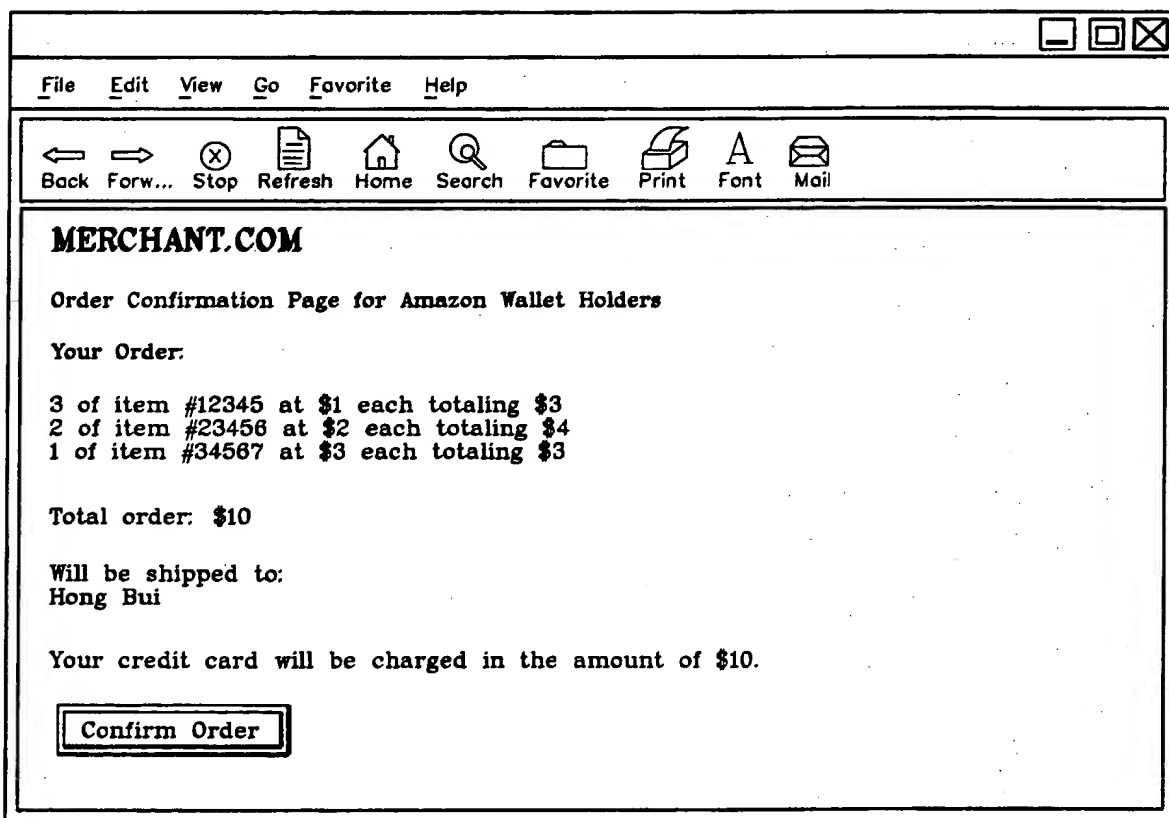 File Edit View Go Favorite Help
Back Forw... Stop Refresh Home Search Favorite Print Font Mail
MERCHANT.COM
Order Confirmation Page for Amazon Wallet Holders
Your Order:
3 of item #12345 at $1 each totaling $3
2 of item #23456 at $2 each totaling $4
1 of item #34567 at $3 each totaling $3
Total order: $10
Will be shipped to:
Hong Bui
Your credit card will be charged in the amount of $10.
Confirm Order